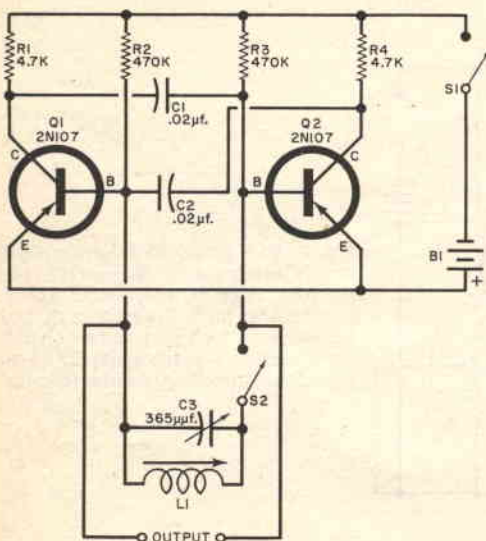 R1
4.7K
R2
470K
R3
470K
R4
4.7K
S1
C1
.02µf.
Q1
2N107
Q2
2N107
C
B
E
C2
.02µf.
B
C
E
B1
+
S2
C3
365µµf.
L1
OUTPUT